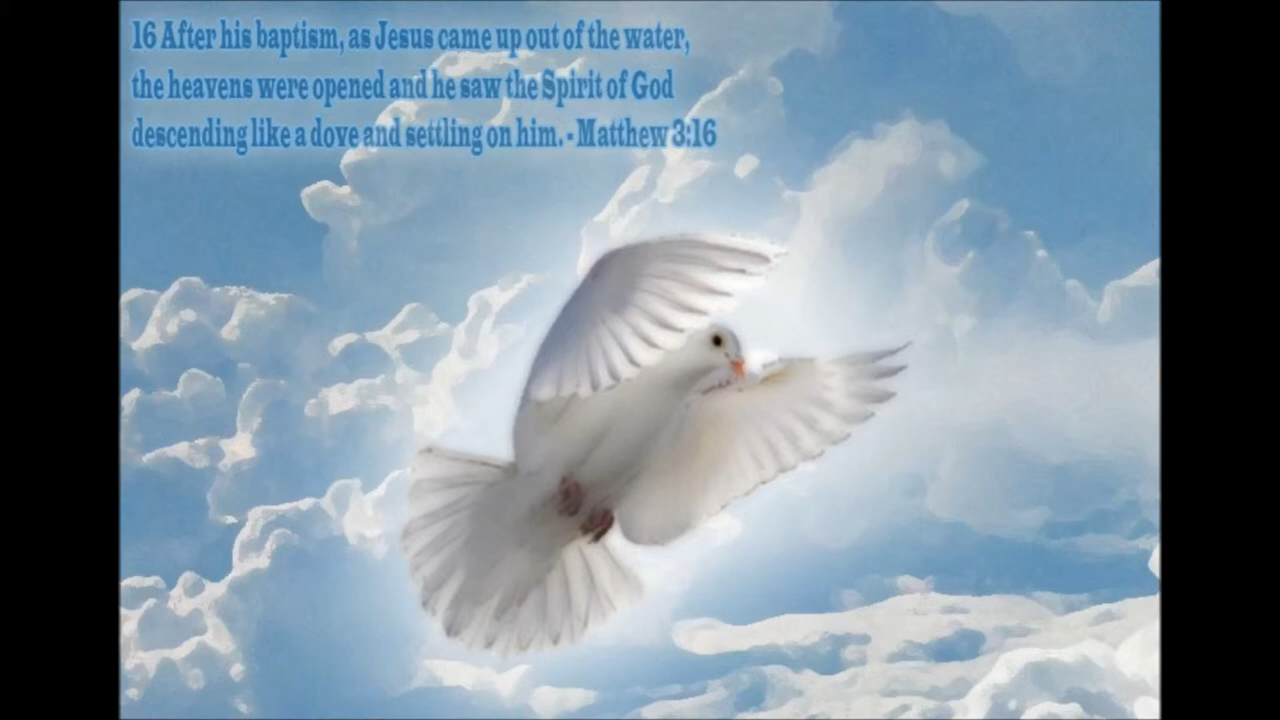 16 After his baptism, as Jesus came up out of the water,
the heavens were opened and he saw the Spirit of God
descending like a dove and settling on him. - Matthew 3:16